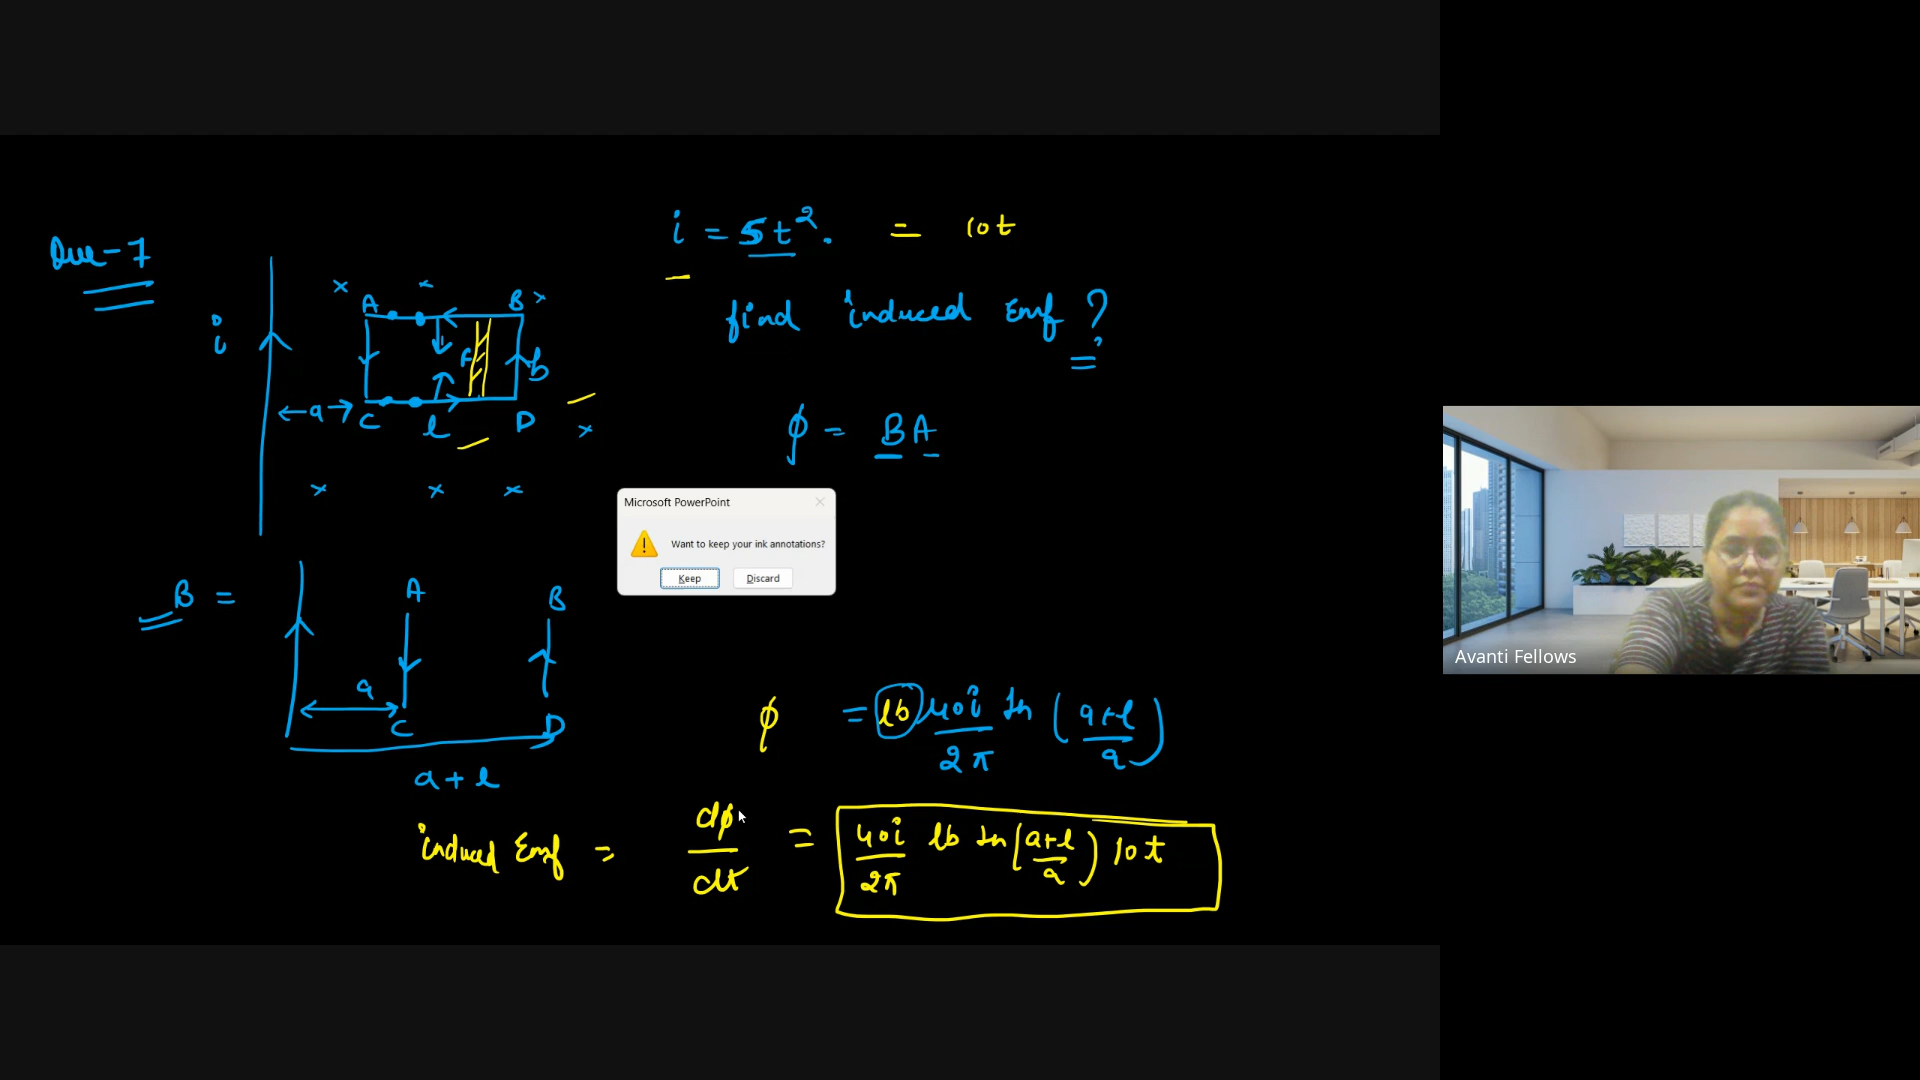 Que-7
i = 5t². = 10t
find induced Emf ?
i
A B
F b
←a→ C l D
ϕ = BA
Microsoft PowerPoint
Want to keep your ink annotations?
Keep Discard
B =
A B
a
C D
a + l
ϕ = lb μ0i/2π ln (a+l/a)
induced Emf = dϕ/dt = μ0i/2π lb ln (a+l/a) 10t
Avanti Fellows